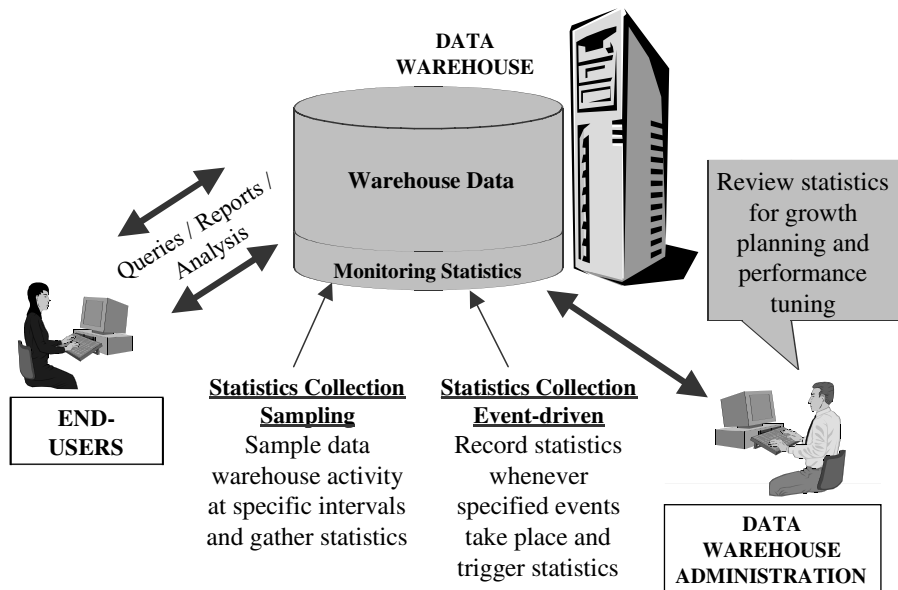 DATA
WAREHOUSE
Warehouse Data
Monitoring Statistics
Queries / Reports /
Analysis
Review statistics
for growth
planning and
performance
tuning
END-
USERS
Statistics Collection
Sampling
Sample data
warehouse activity
at specific intervals
and gather statistics
Statistics Collection
Event-driven
Record statistics
whenever
specified events
take place and
trigger statistics
DATA
WAREHOUSE
ADMINISTRATION